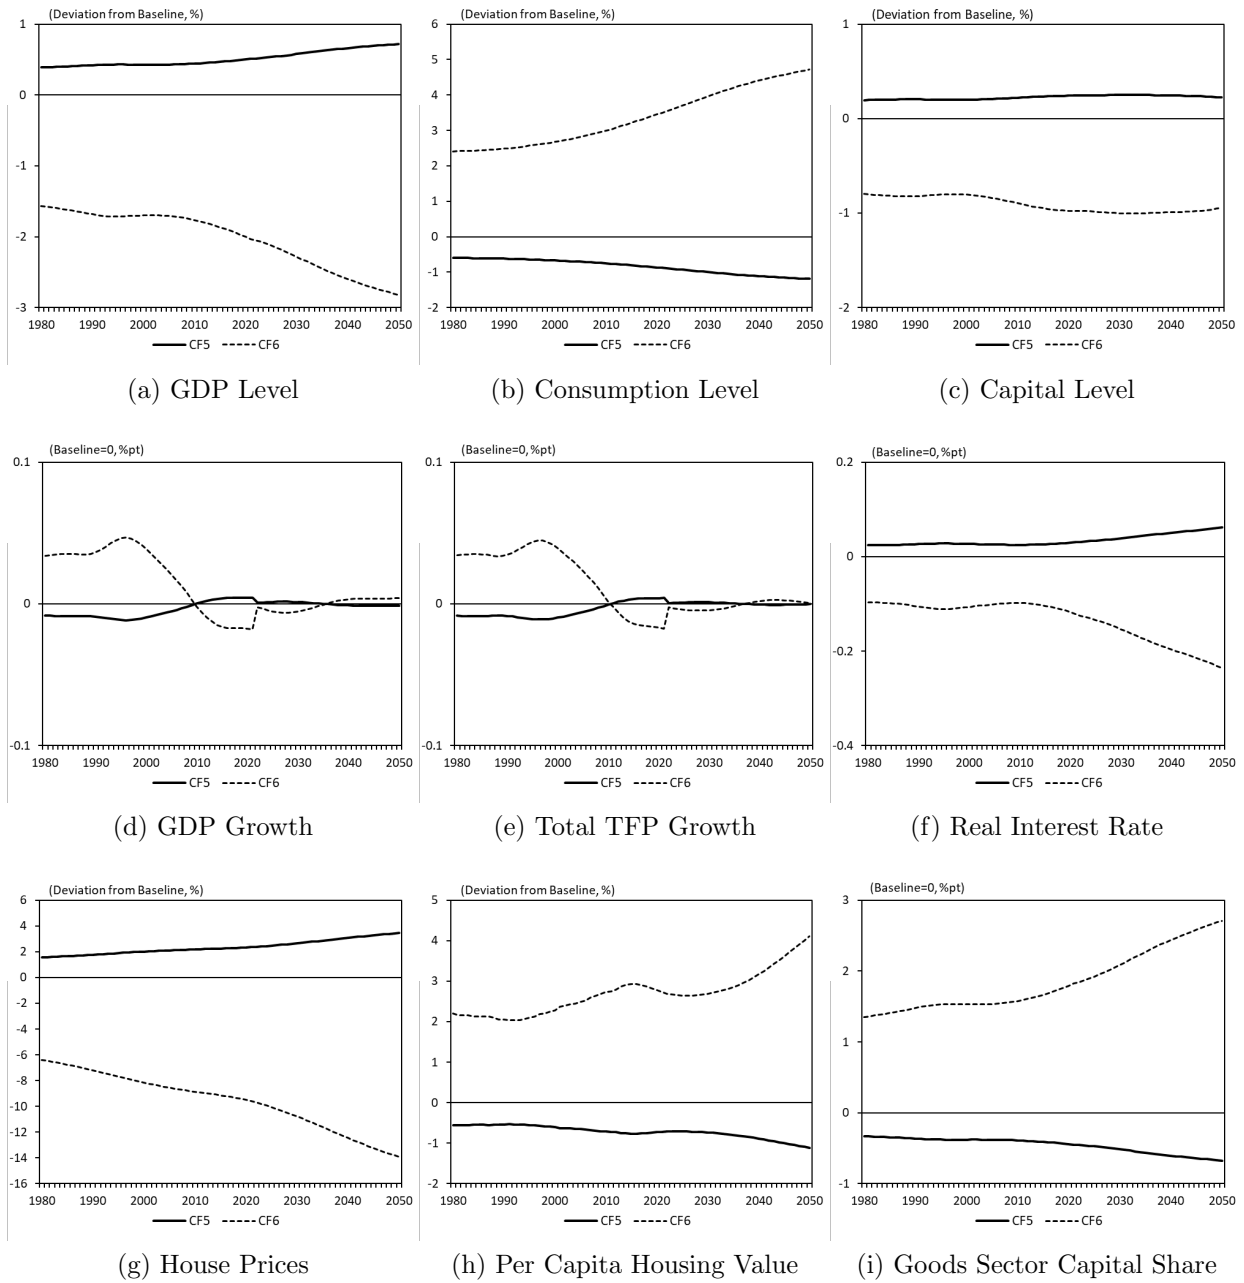 (Deviation from Baseline, %)
1
0
-1
-2
-3
1980 1990 2000 2010 2020 2030 2040 2050
CF5 CF6
(a) GDP Level
(Deviation from Baseline, %)
6
5
4
3
2
1
0
-1
-2
1980 1990 2000 2010 2020 2030 2040 2050
CF5 CF6
(b) Consumption Level
(Deviation from Baseline, %)
1
0
-1
-2
1980 1990 2000 2010 2020 2030 2040 2050
CF5 CF6
(c) Capital Level
(Baseline=0, %pt)
0.1
0
-0.1
1980 1990 2000 2010 2020 2030 2040 2050
CF5 CF6
(d) GDP Growth
(Baseline=0, %pt)
0.1
0
-0.1
1980 1990 2000 2010 2020 2030 2040 2050
CF5 CF6
(e) Total TFP Growth
(Baseline=0, %pt)
0.2
0
-0.2
-0.4
1980 1990 2000 2010 2020 2030 2040 2050
CF5 CF6
(f) Real Interest Rate
(Deviation from Baseline, %)
6
4
2
0
-2
-4
-6
-8
-10
-12
-14
-16
1980 1990 2000 2010 2020 2030 2040 2050
CF5 CF6
(g) House Prices
(Deviation from Baseline, %)
5
4
3
2
1
0
-1
-2
1980 1990 2000 2010 2020 2030 2040 2050
CF5 CF6
(h) Per Capita Housing Value
(Baseline=0, %pt)
3
2
1
0
-1
1980 1990 2000 2010 2020 2030 2040 2050
CF5 CF6
(i) Goods Sector Capital Share